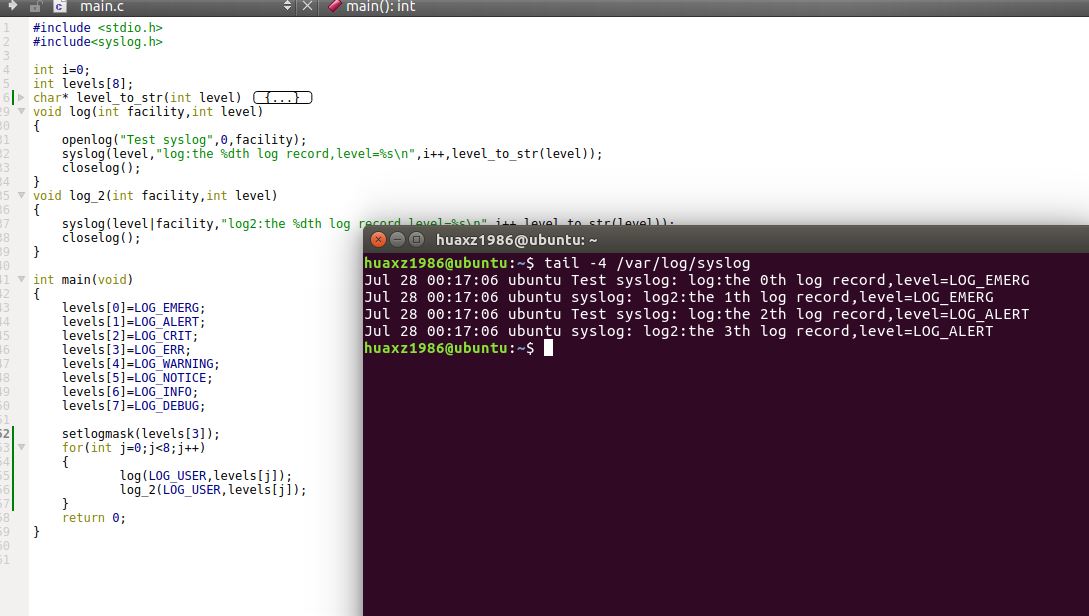 main.c
main(): int
1 #include <stdio.h>
2 #include<syslog.h>
3
4 int i=0;
5 int levels[8];
6 char* level_to_str(int level) {...}
29 void log(int facility,int level)
30 {
31 openlog("Test syslog",0,facility);
32 syslog(level,"log:the %dth log record,level=%s\n",i++,level_to_str(level));
33 closelog();
34 }
35 void log_2(int facility,int level)
36 {
37 syslog(level|facility,"log2:the %dth log record,level=%s\n",i++,level_to_str(level));
38 closelog();
39 }
40
41 int main(void)
42 {
43 levels[0]=LOG_EMERG;
44 levels[1]=LOG_ALERT;
45 levels[2]=LOG_CRIT;
46 levels[3]=LOG_ERR;
47 levels[4]=LOG_WARNING;
48 levels[5]=LOG_NOTICE;
49 levels[6]=LOG_INFO;
50 levels[7]=LOG_DEBUG;
51
52 setlogmask(levels[3]);
53 for(int j=0;j<8;j++)
54 {
55 log(LOG_USER,levels[j]);
56 log_2(LOG_USER,levels[j]);
57 }
58 return 0;
59 }
60
61
huaxz1986@ubuntu: ~
huaxz1986@ubuntu:~$ tail -4 /var/log/syslog
Jul 28 00:17:06 ubuntu Test syslog: log:the 0th log record,level=LOG_EMERG
Jul 28 00:17:06 ubuntu syslog: log2:the 1th log record,level=LOG_EMERG
Jul 28 00:17:06 ubuntu Test syslog: log:the 2th log record,level=LOG_ALERT
Jul 28 00:17:06 ubuntu syslog: log2:the 3th log record,level=LOG_ALERT
huaxz1986@ubuntu:~$